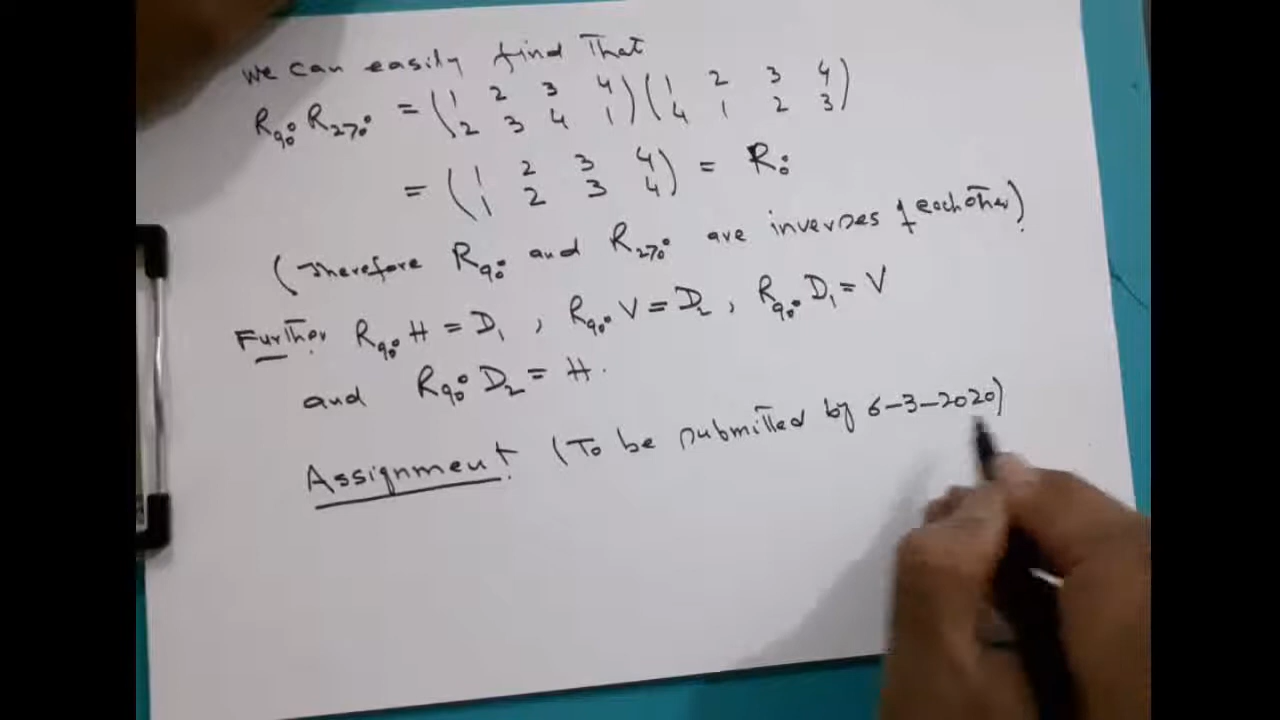 We can easily find That
R90° R270° = (1 2 3 4 / 2 3 4 1) (1 2 3 4 / 4 1 2 3)
= (1 2 3 4 / 1 2 3 4) = R0°
(Therefore R90° and R270° are inverses of each other).
Further R90° H = D1 , R90° V = D2 , R90° D1 = V
and R90° D2 = H.
Assignment: (To be submitted by 6-3-2020)